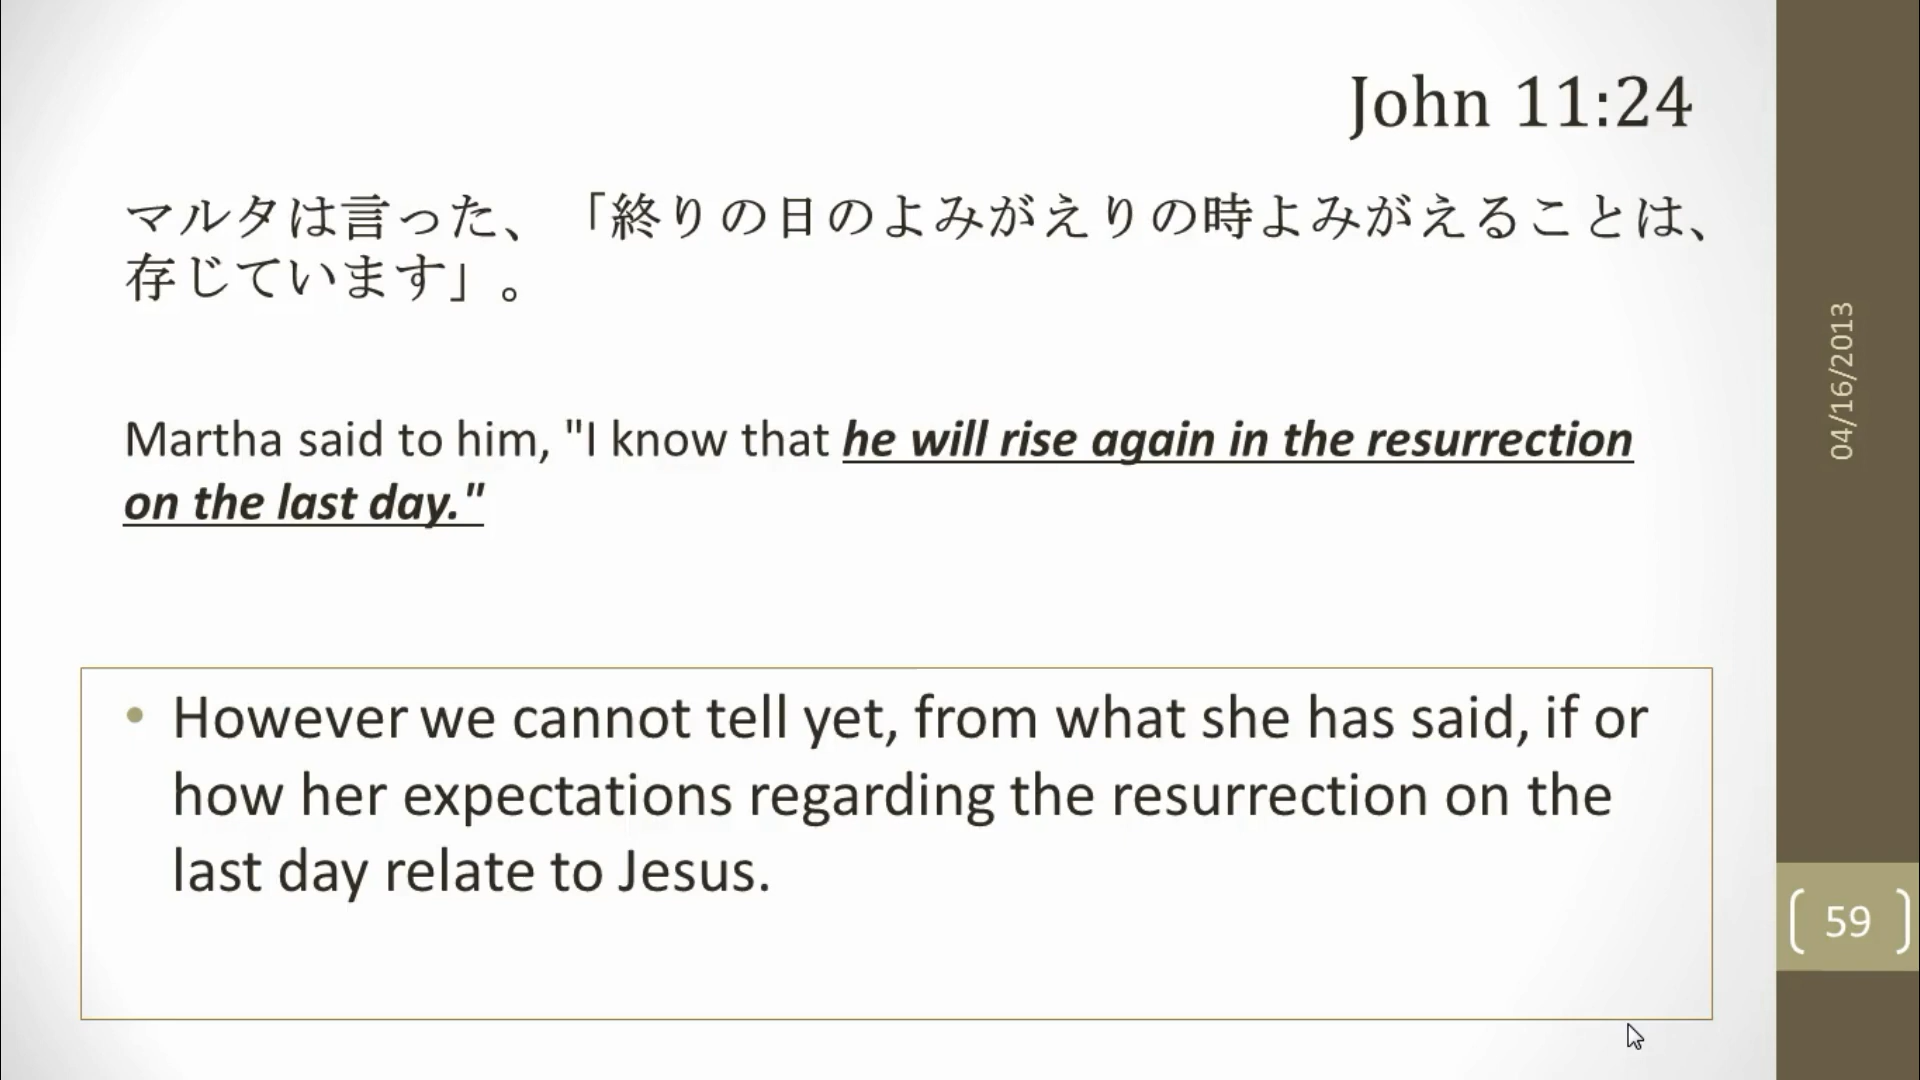 John 11:24
マルタは言った、「終りの日のよみがえりの時よみがえることは、
存じています」。
Martha said to him, "I know that he will rise again in the resurrection
on the last day."
• However we cannot tell yet, from what she has said, if or
how her expectations regarding the resurrection on the
last day relate to Jesus.
04/16/2013
59